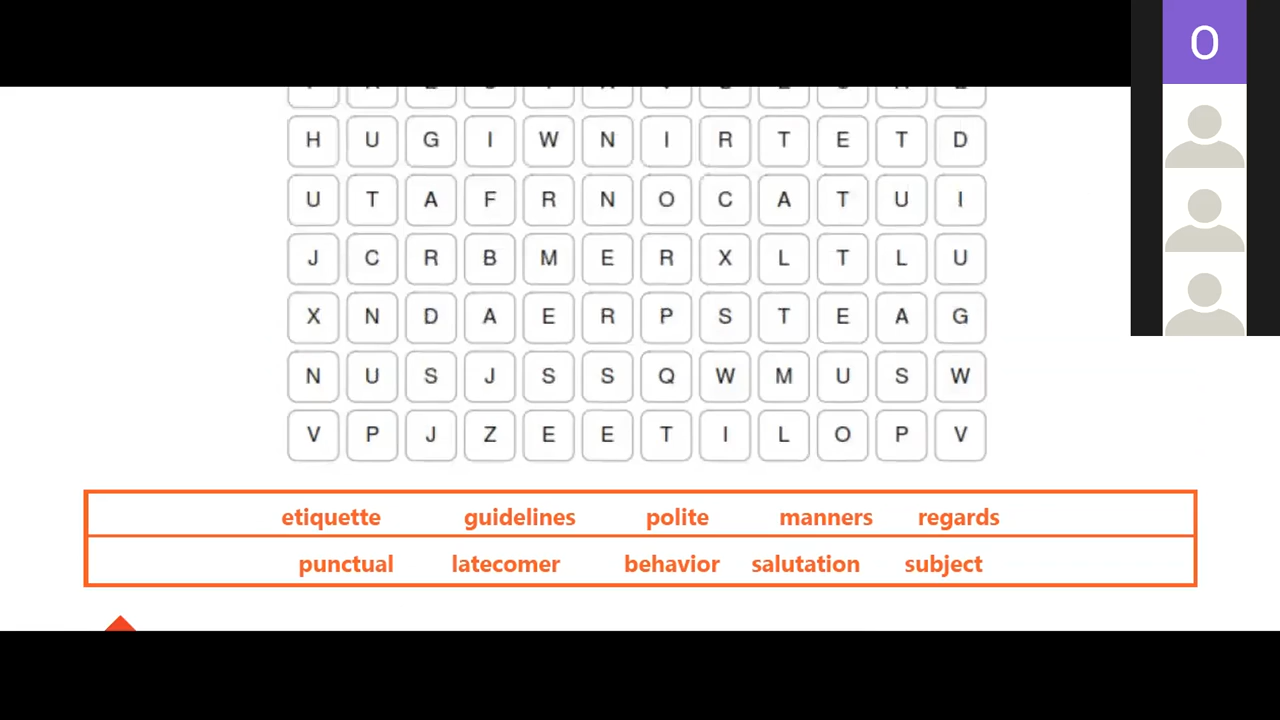 O
H U G I W N I R T E T D
U T A F R N O C A T U I
J C R B M E R X L T L U
X N D A E R P S T E A G
N U S J S S Q W M U S W
V P J Z E E T I L O P V
etiquette guidelines polite manners regards
punctual latecomer behavior salutation subject